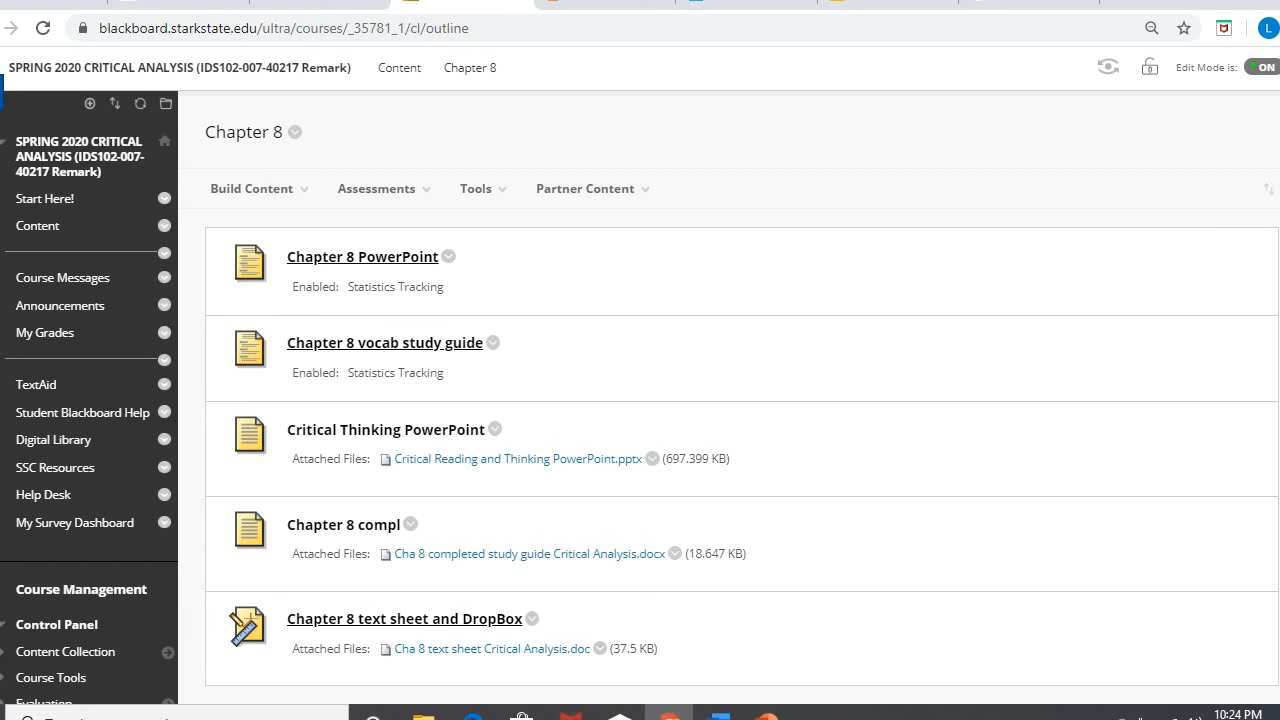 blackboard.starkstate.edu/ultra/courses/_35781_1/cl/outline
L
SPRING 2020 CRITICAL ANALYSIS (IDS102-007-40217 Remark) Content Chapter 8
Edit Mode is: ON
SPRING 2020 CRITICAL
ANALYSIS (IDS102-007-
40217 Remark)
Start Here!
Content
Course Messages
Announcements
My Grades
TextAid
Student Blackboard Help
Digital Library
SSC Resources
Help Desk
My Survey Dashboard
Course Management
Control Panel
Content Collection
Course Tools
Evaluation
Chapter 8
Build Content Assessments Tools Partner Content
Chapter 8 PowerPoint
Enabled: Statistics Tracking
Chapter 8 vocab study guide
Enabled: Statistics Tracking
Critical Thinking PowerPoint
Attached Files: Critical Reading and Thinking PowerPoint.pptx (697.399 KB)
Chapter 8 compl
Attached Files: Cha 8 completed study guide Critical Analysis.docx (18.647 KB)
Chapter 8 text sheet and DropBox
Attached Files: Cha 8 text sheet Critical Analysis.doc (37.5 KB)
10:24 PM